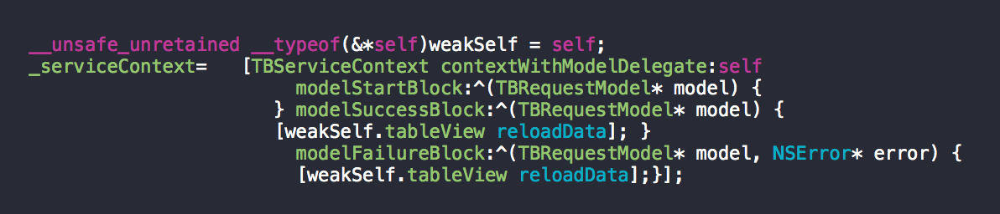 __unsafe_unretained __typeof(&*self)weakSelf = self;
_serviceContext=   [TBServiceContext contextWithModelDelegate:self
                        modelStartBlock:^(TBRequestModel* model) {
                      } modelSuccessBlock:^(TBRequestModel* model) {
                      [weakSelf.tableView reloadData]; }
                        modelFailureBlock:^(TBRequestModel* model, NSError* error) {
                        [weakSelf.tableView reloadData];}];